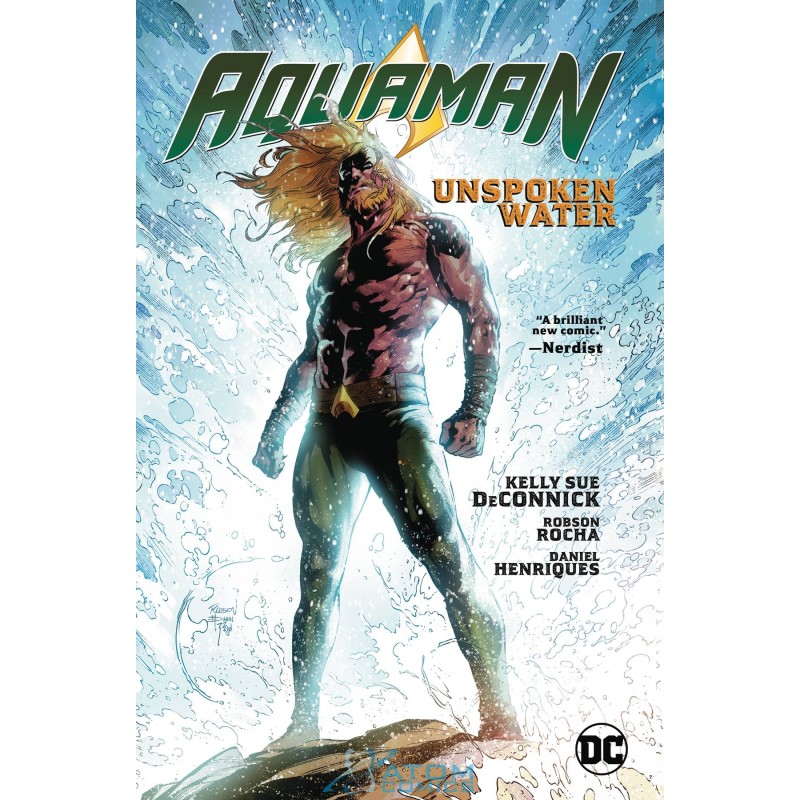 AQUAMAN
UNSPOKEN
WATER
“A brilliant
new comic.”
—Nerdist
KELLY SUE
DeCONNICK
ROBSON
ROCHA
DANIEL
HENRIQUES
DC